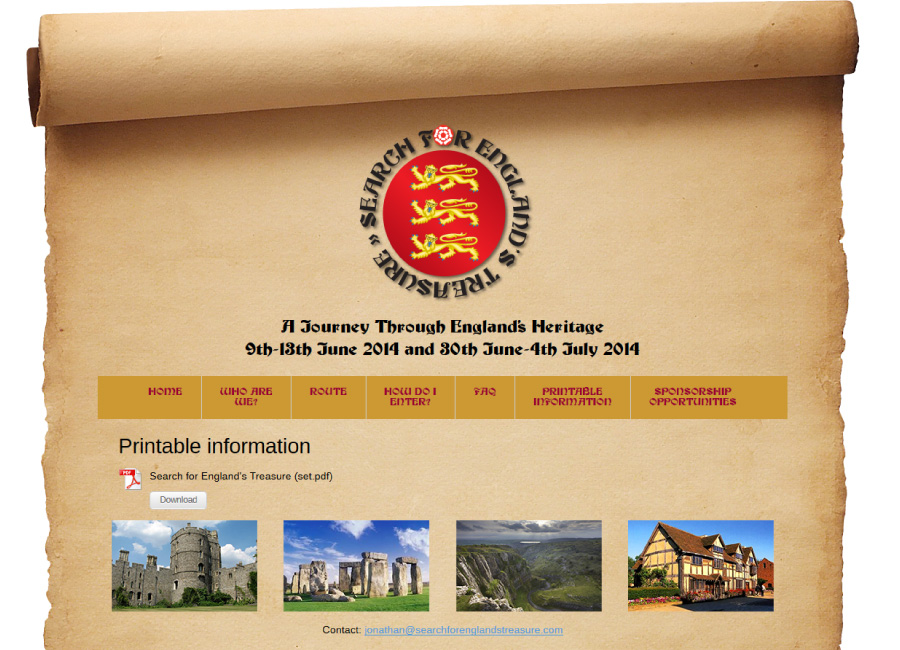 « SEARCH FOR ENGLAND'S TREASURE
A Journey Through England's Heritage
9th-13th June 2014 and 30th June-4th July 2014
HOME
WHO ARE
WE?
ROUTE
HOW DO I
ENTER?
FAQ
PRINTABLE
INFORMATION
SPONSORSHIP
OPPORTUNITIES
Printable information
PDF
Search for England's Treasure (set.pdf)
Download
Contact: jonathan@searchforenglandstreasure.com